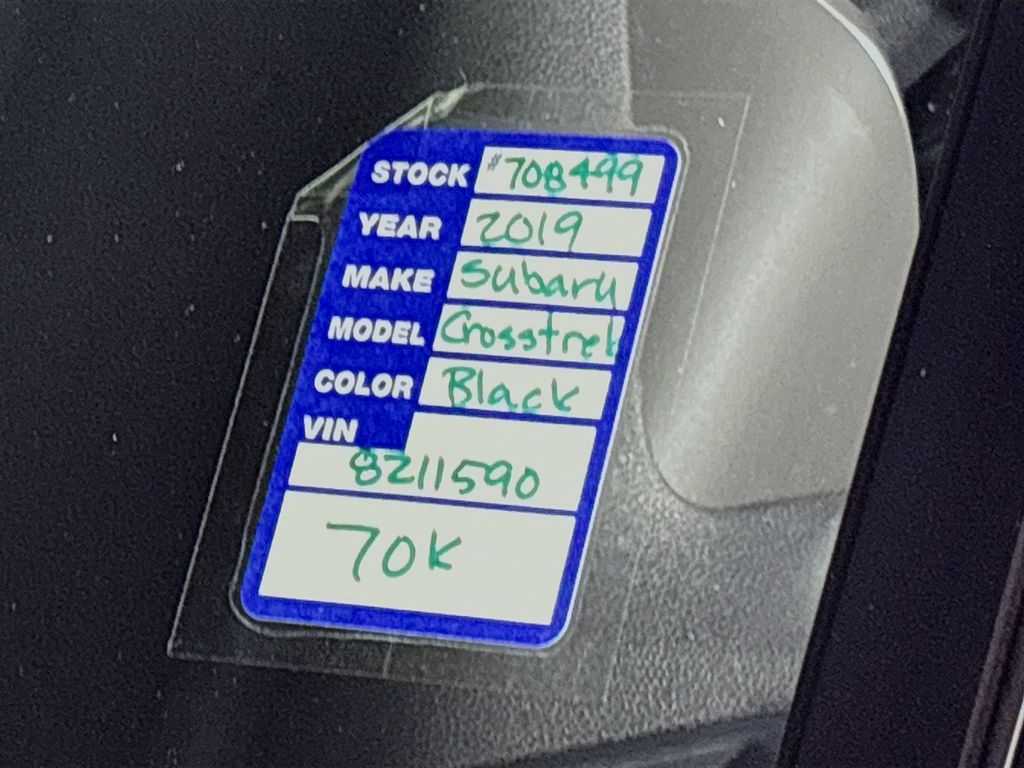 STOCK #708499
YEAR 2019
MAKE Subaru
MODEL Crosstrek
COLOR Black
VIN
8211590
70K